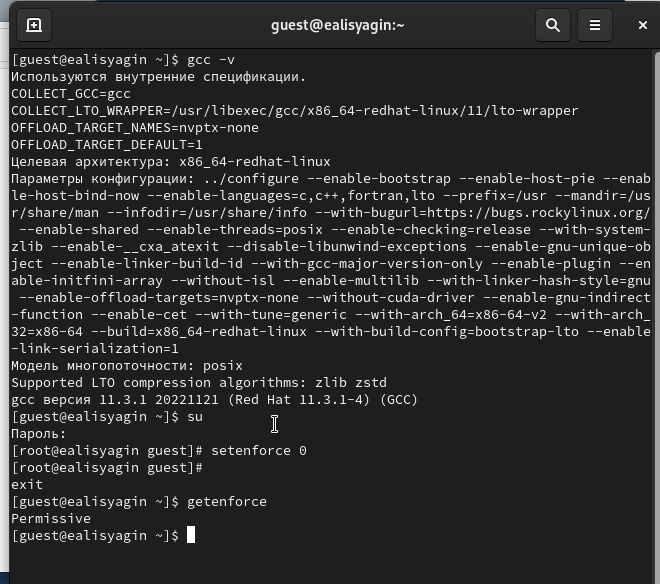 guest@ealisyagin:~
[guest@ealisyagin ~]$ gcc -v
Используются внутренние спецификации.
COLLECT_GCC=gcc
COLLECT_LTO_WRAPPER=/usr/libexec/gcc/x86_64-redhat-linux/11/lto-wrapper
OFFLOAD_TARGET_NAMES=nvptx-none
OFFLOAD_TARGET_DEFAULT=1
Целевая архитектура: x86_64-redhat-linux
Параметры конфигурации: ../configure --enable-bootstrap --enable-host-pie --enab
le-host-bind-now --enable-languages=c,c++,fortran,lto --prefix=/usr --mandir=/us
r/share/man --infodir=/usr/share/info --with-bugurl=https://bugs.rockylinux.org/
 --enable-shared --enable-threads=posix --enable-checking=release --with-system-
zlib --enable-__cxa_atexit --disable-libunwind-exceptions --enable-gnu-unique-ob
ject --enable-linker-build-id --with-gcc-major-version-only --enable-plugin --en
able-initfini-array --without-isl --enable-multilib --with-linker-hash-style=gnu
 --enable-offload-targets=nvptx-none --without-cuda-driver --enable-gnu-indirect
-function --enable-cet --with-tune=generic --with-arch_64=x86-64-v2 --with-arch_
32=x86-64 --build=x86_64-redhat-linux --with-build-config=bootstrap-lto --enable
-link-serialization=1
Модель многопоточности: posix
Supported LTO compression algorithms: zlib zstd
gcc версия 11.3.1 20221121 (Red Hat 11.3.1-4) (GCC)
[guest@ealisyagin ~]$ su
Пароль:
[root@ealisyagin guest]# setenforce 0
[root@ealisyagin guest]#
exit
[guest@ealisyagin ~]$ getenforce
Permissive
[guest@ealisyagin ~]$